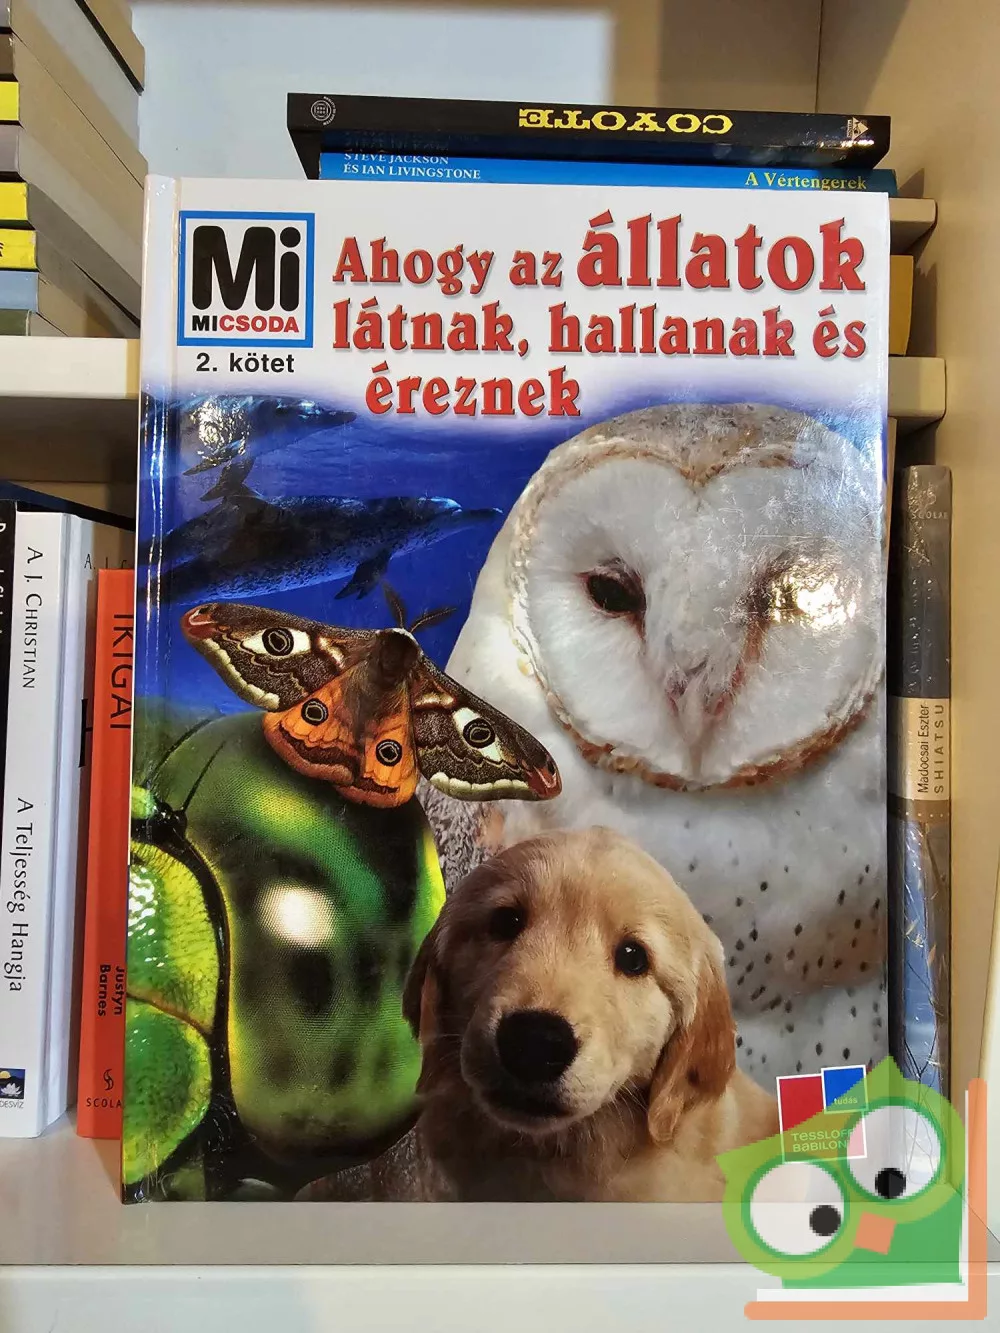 COYOTE
STEVE JACKSON
ÉS IAN LIVINGSTONE
A Vértengerek
Mi
MICSODA
2. kötet
Ahogy az állatok
látnak, hallanak és
éreznek
A. J. CHRISTIAN
A Teljesség Hangja
IKIGAI
Justyn
Barnes
SCOLA
Madocsai Eszter
SHIATSU
tudás
TESSLOFF
BABILON